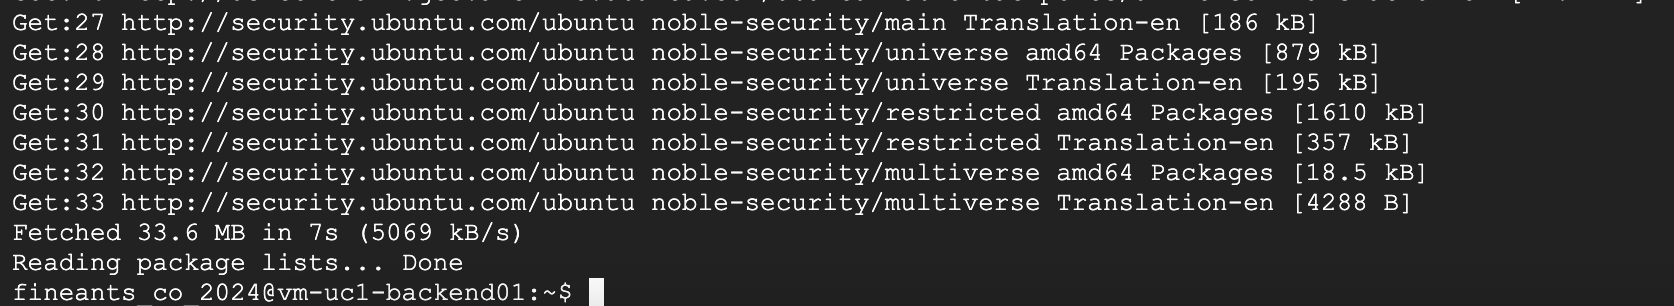 Get:27 http://security.ubuntu.com/ubuntu noble-security/main Translation-en [186 kB]
Get:28 http://security.ubuntu.com/ubuntu noble-security/universe amd64 Packages [879 kB]
Get:29 http://security.ubuntu.com/ubuntu noble-security/universe Translation-en [195 kB]
Get:30 http://security.ubuntu.com/ubuntu noble-security/restricted amd64 Packages [1610 kB]
Get:31 http://security.ubuntu.com/ubuntu noble-security/restricted Translation-en [357 kB]
Get:32 http://security.ubuntu.com/ubuntu noble-security/multiverse amd64 Packages [18.5 kB]
Get:33 http://security.ubuntu.com/ubuntu noble-security/multiverse Translation-en [4288 B]
Fetched 33.6 MB in 7s (5069 kB/s)
Reading package lists... Done
fineants_co_2024@vm-uc1-backend01:~$